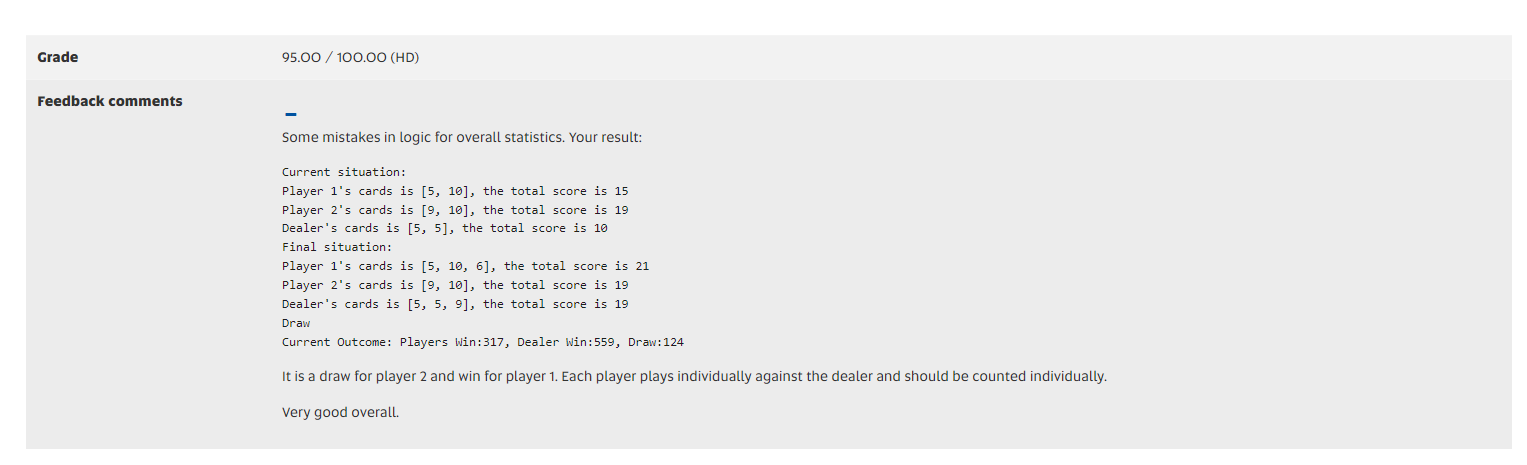 Grade 95.00 / 100.00 (HD)
Feedback comments
Some mistakes in logic for overall statistics. Your result:
Current situation:
Player 1's cards is [5, 10], the total score is 15
Player 2's cards is [9, 10], the total score is 19
Dealer's cards is [5, 5], the total score is 10
Final situation:
Player 1's cards is [5, 10, 6], the total score is 21
Player 2's cards is [9, 10], the total score is 19
Dealer's cards is [5, 5, 9], the total score is 19
Draw
Current Outcome: Players Win:317, Dealer Win:559, Draw:124
It is a draw for player 2 and win for player 1. Each player plays individually against the dealer and should be counted individually.
Very good overall.